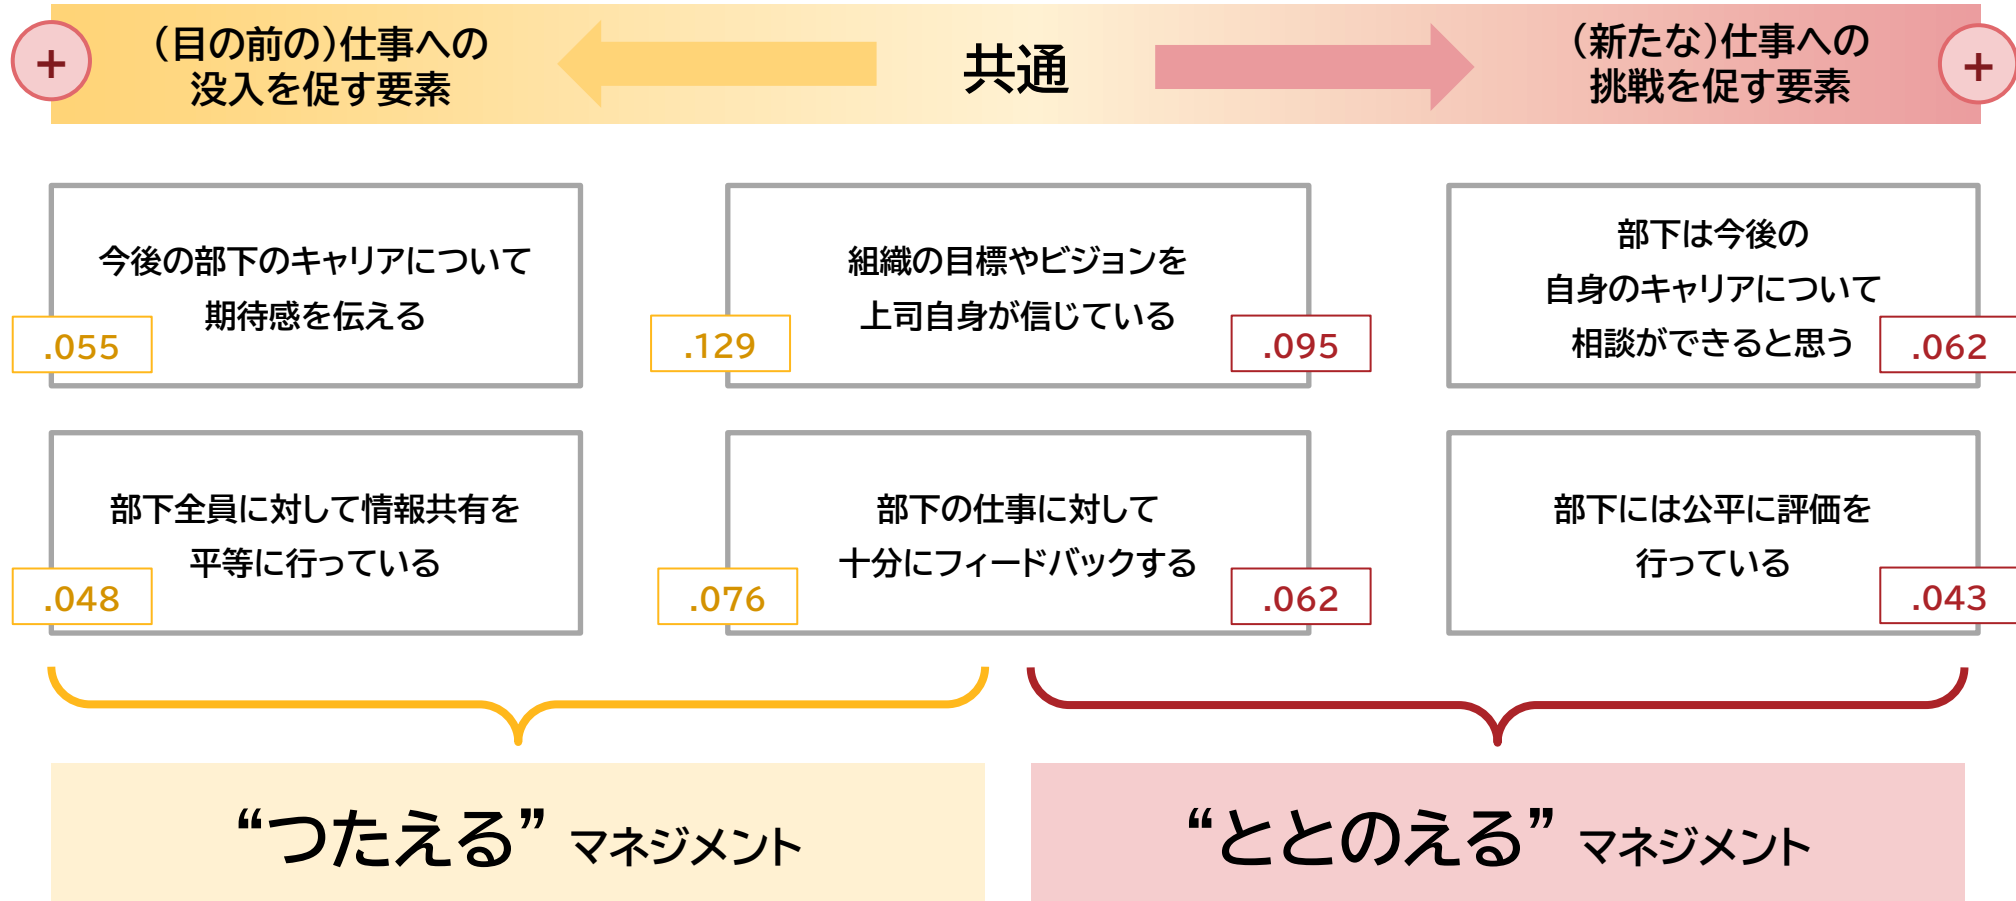 +
(目の前の)仕事への
没入を促す要素
共通
(新たな)仕事への
挑戦を促す要素
+
今後の部下のキャリアについて
期待感を伝える
.055
組織の目標やビジョンを
上司自身が信じている
.129
.095
部下は今後の
自身のキャリアについて
相談ができると思う
.062
部下全員に対して情報共有を
平等に行っている
.048
部下の仕事に対して
十分にフィードバックする
.076
.062
部下には公平に評価を
行っている
.043
“つたえる” マネジメント
“ととのえる” マネジメント